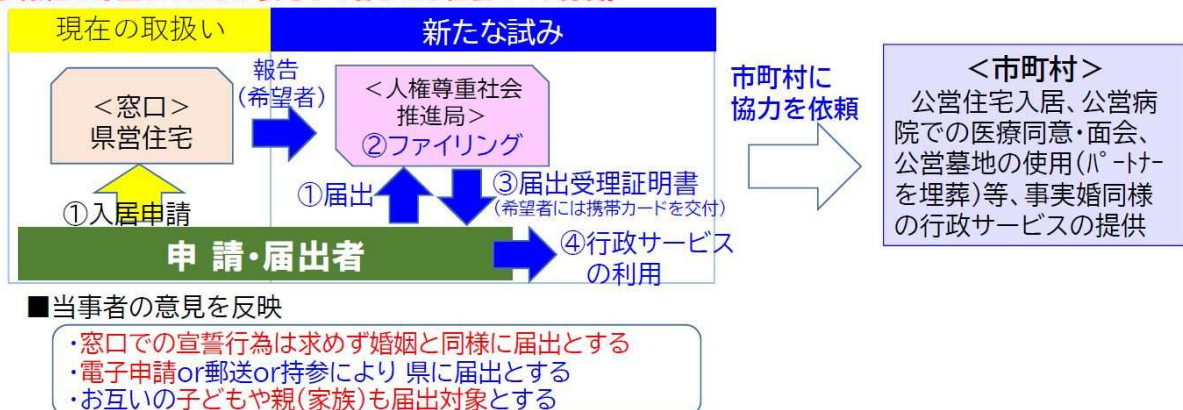 現在の取扱い
新たな試み
＜窓口＞
県営住宅
報告
(希望者)
＜人権尊重社会
推進局＞
②ファイリング
①入居申請
①届出
③届出受理証明書
(希望者には携帯カードを交付)
申 請・届出者
④行政サービス
の利用
市町村に
協力を依頼
＜市町村＞
公営住宅入居、公営病
院での医療同意・面会、
公営墓地の使用(ﾊﾟｰﾄﾅｰ
を埋葬)等、事実婚同様
の行政サービスの提供
■当事者の意見を反映
・窓口での宣誓行為は求めず婚姻と同様に届出とする
・電子申請or郵送or持参により 県に届出とする
・お互いの子どもや親(家族)も届出対象とする